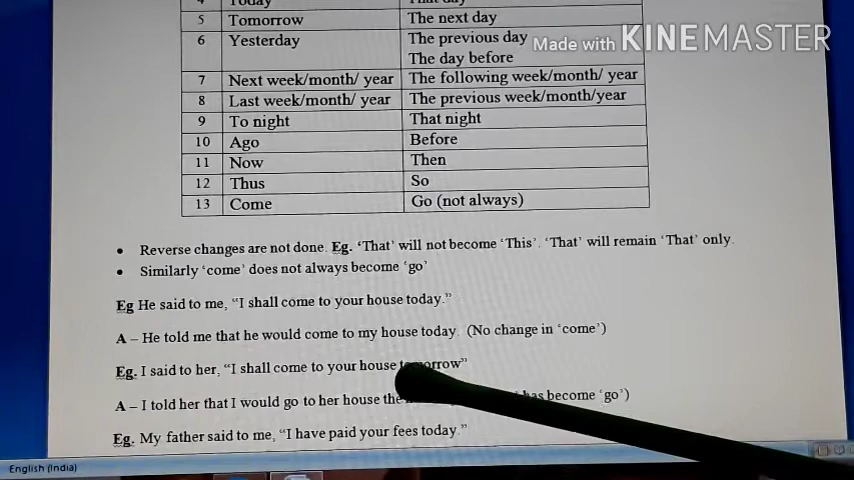 4 Today That day
5 Tomorrow The next day
6 Yesterday The previous day
The day before
Made with KINEMASTER
7 Next week/month/ year The following week/month/ year
8 Last week/month/ year The previous week/month/year
9 To night That night
10 Ago Before
11 Now Then
12 Thus So
13 Come Go (not always)
• Reverse changes are not done. Eg. ‘That’ will not become ‘This’. ‘That’ will remain ‘That’ only.
• Similarly ‘come’ does not always become ‘go’
Eg He said to me, “I shall come to your house today.”
A – He told me that he would come to my house today. (No change in ‘come’)
Eg. I said to her, “I shall come to your house tomorrow”
A – I told her that I would go to her house the has become ‘go’)
Eg. My father said to me, “I have paid your fees today.”
English (India)